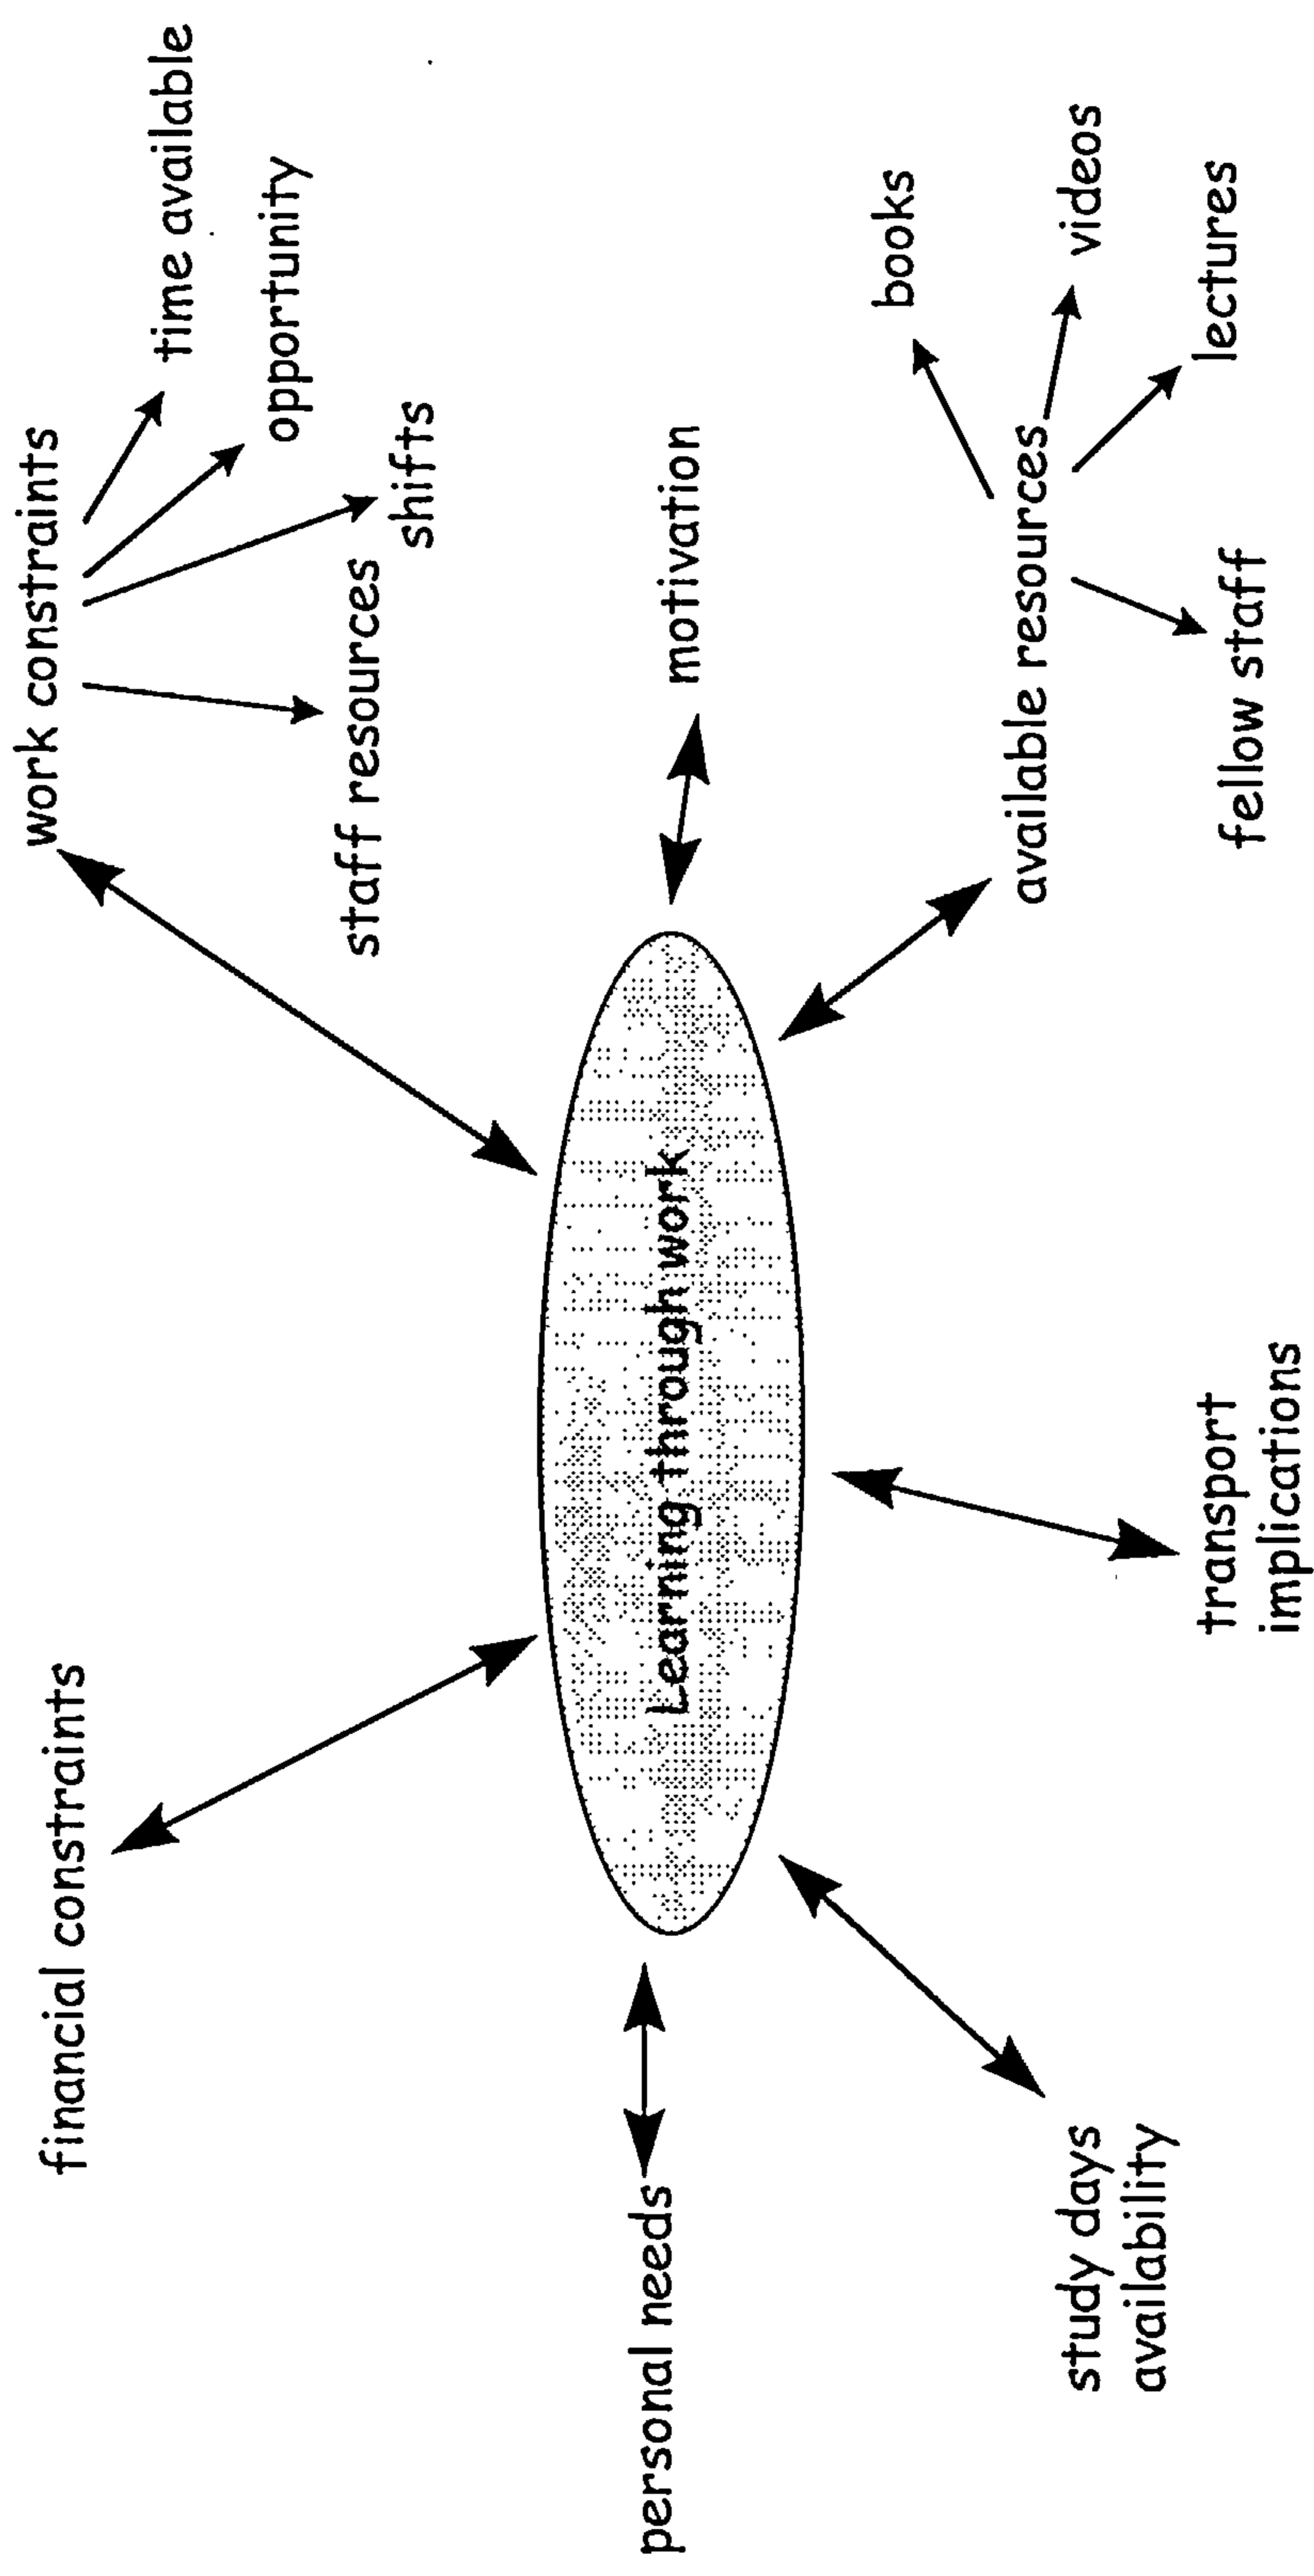 financial constraints
work constraints
time available
opportunity
shifts
staff resources
personal needs
Learning through work
motivation
books
available resources
videos
lectures
fellow staff
study days
availability
transport
implications